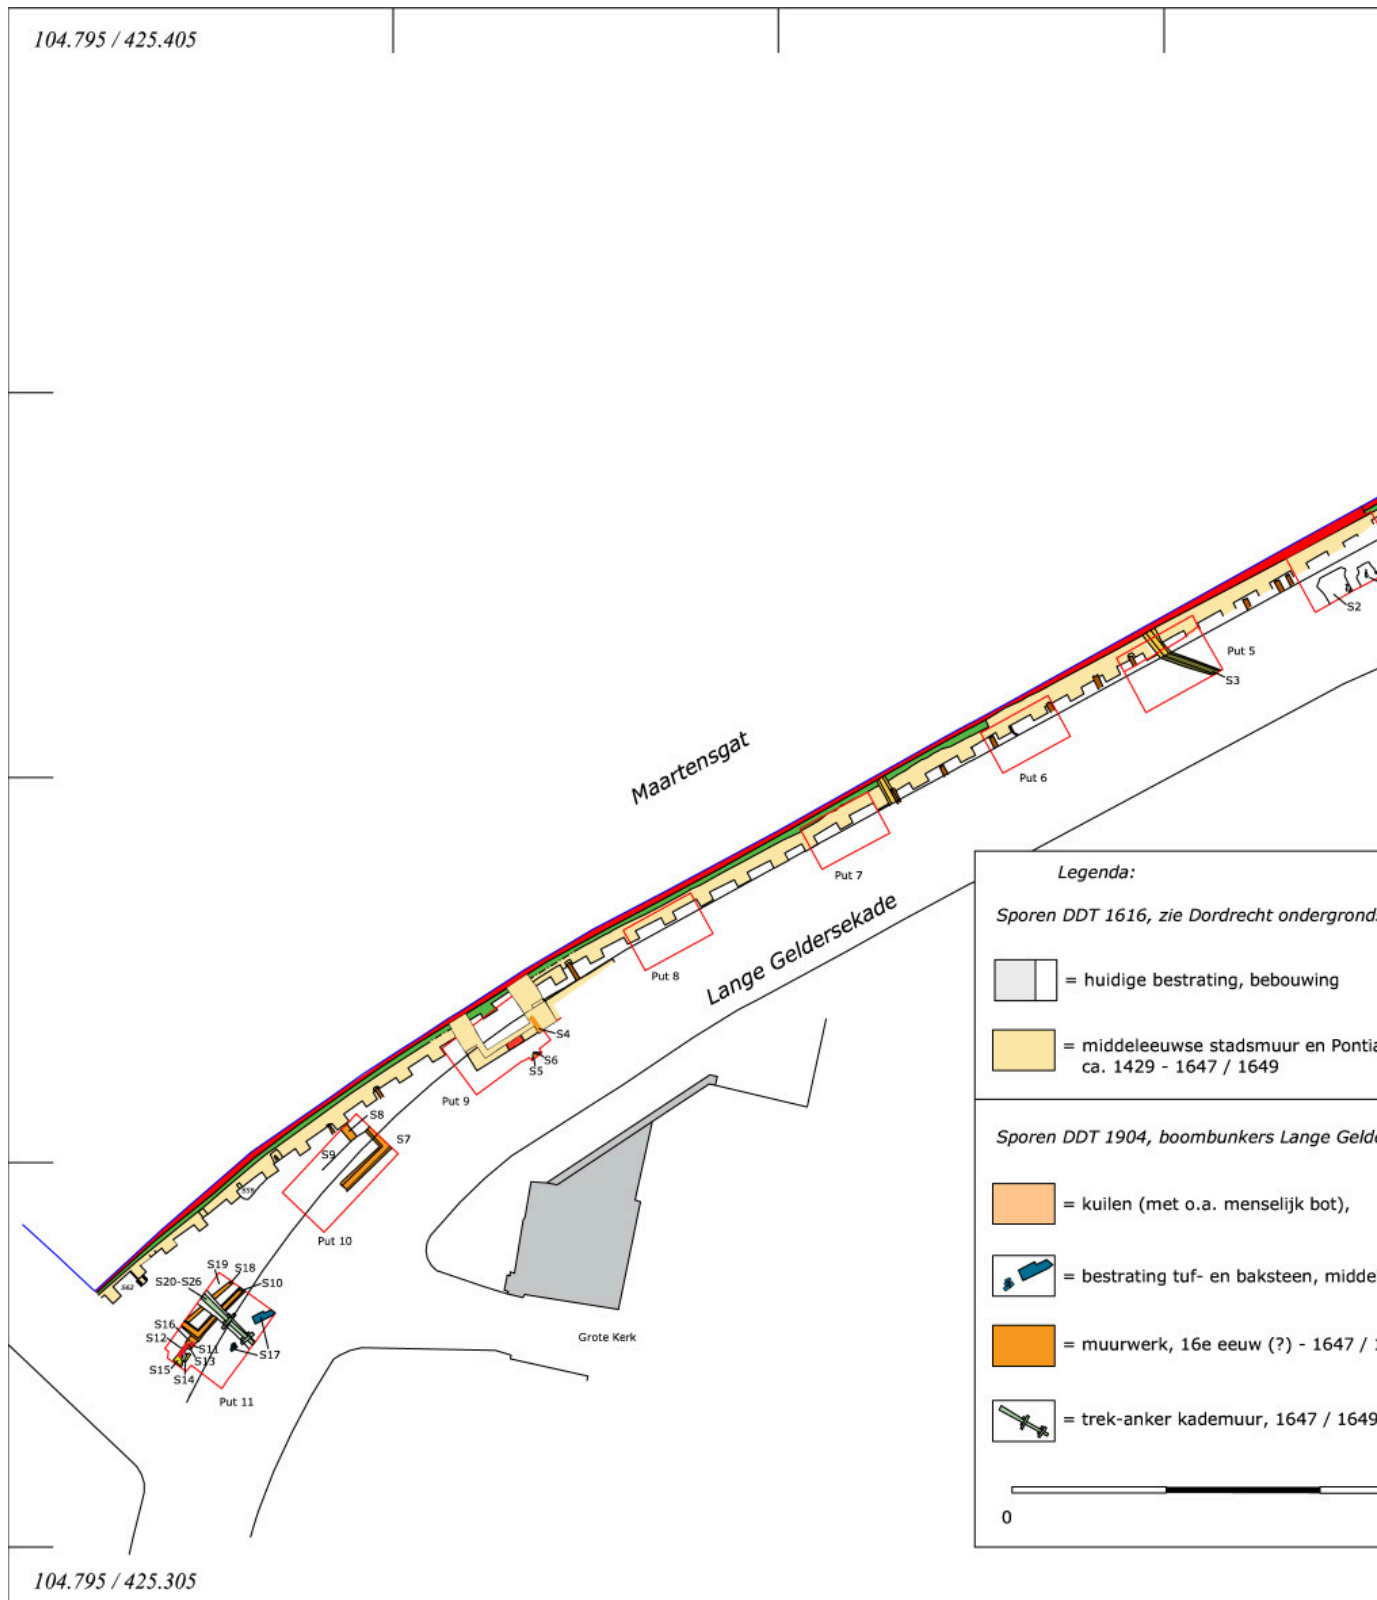 104.795 / 425.405
S2
Put 5
S3
Maartensgat
Put 6
Put 7
Lange Geldersekade
Put 8
S4
S6
S5
Put 9
S8
S7
S9
Put 10
S62
S19
S18
S20-S26
S10
S16
S12
S11
S13
S17
S15
S14
Put 11
Grote Kerk
Legenda:
Sporen DDT 1616, zie Dordrecht ondergronds
= huidige bestrating, bebouwing
= middeleeuwse stadsmuur en Pontia
ca. 1429 - 1647 / 1649
Sporen DDT 1904, boombunkers Lange Gelde
= kuilen (met o.a. menselijk bot),
= bestrating tuf- en baksteen, midde
= muurwerk, 16e eeuw (?) - 1647 / 
= trek-anker kademuur, 1647 / 1649
0
104.795 / 425.305